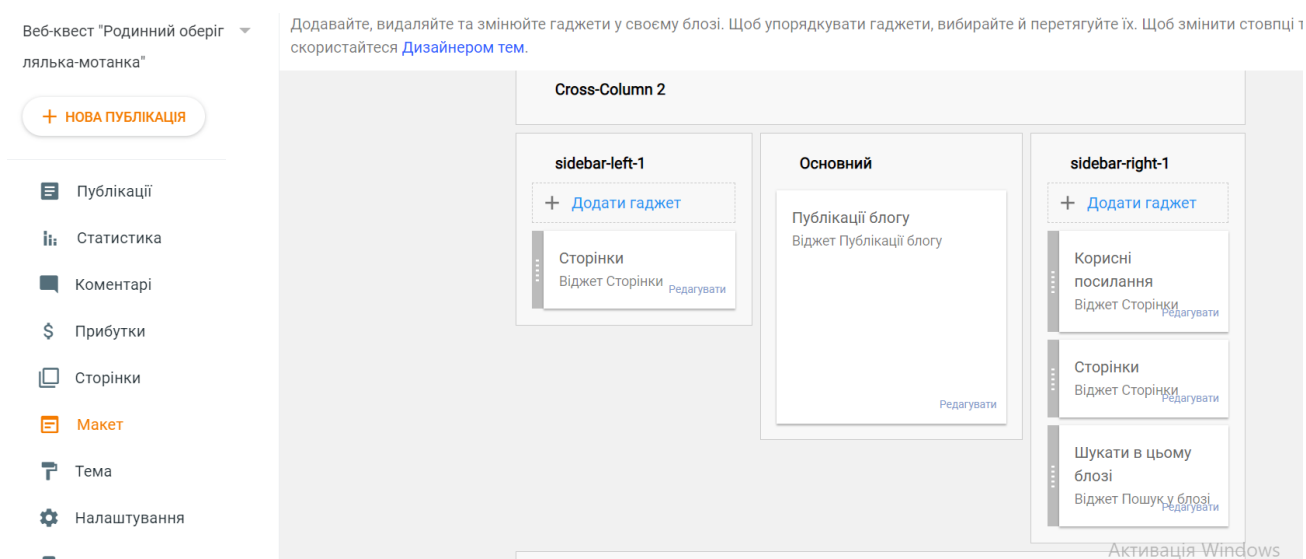 Веб-квест "Родинний оберіг
лялька-мотанка"
НОВА ПУБЛІКАЦІЯ
Публікації
Статистика
Коментарі
Прибутки
Сторінки
Макет
Тема
Налаштування
Додавайте, видаляйте та змінюйте гаджети у своєму блозі. Щоб упорядкувати гаджети, вибирайте й перетягуйте їх. Щоб змінити стовпці
скористайтеся Дизайнером тем.
Cross-Column 2
sidebar-left-1
Додати гаджет
Сторінки
Віджет Сторінки
Редагувати
Основний
Публікації блогу
Віджет Публікації блогу
Редагувати
sidebar-right-1
Додати гаджет
Корисні
посилання
Віджет Сторінки
Редагувати
Сторінки
Віджет Сторінки
Редагувати
Шукати в цьому
блозі
Віджет Пошук у блозі
Редагувати
Активація Windows